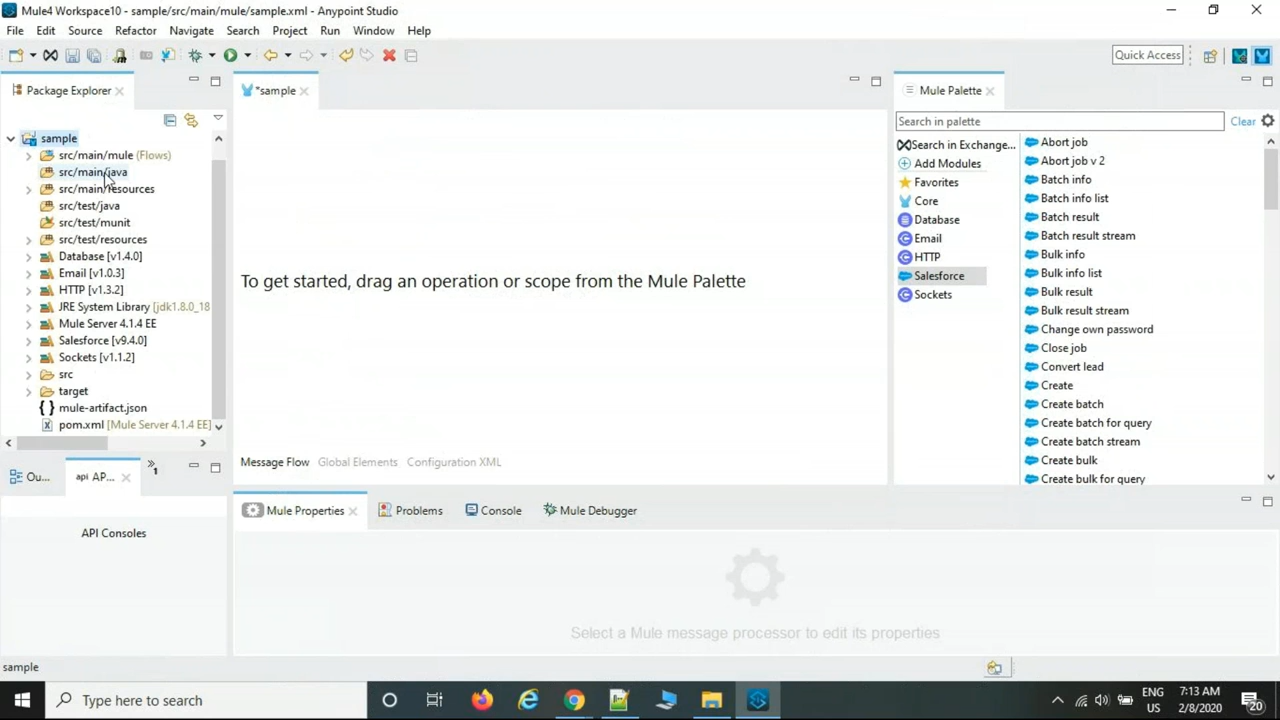 Mule4 Workspace10 - sample/src/main/mule/sample.xml - Anypoint Studio
File Edit Source Refactor Navigate Search Project Run Window Help
Quick Access
Package Explorer
*sample
Mule Palette
sample
src/main/mule (Flows)
src/main/java
src/main/resources
src/test/java
src/test/munit
src/test/resources
Database [v1.4.0]
Email [v1.0.3]
HTTP [v1.3.2]
JRE System Library [jdk1.8.0_18
Mule Server 4.1.4 EE
Salesforce [v9.4.0]
Sockets [v1.1.2]
src
target
mule-artifact.json
pom.xml [Mule Server 4.1.4 EE]
To get started, drag an operation or scope from the Mule Palette
Message Flow Global Elements Configuration XML
Search in palette
Clear
Search in Exchange...
Add Modules
Favorites
Core
Database
Email
HTTP
Salesforce
Sockets
Abort job
Abort job v 2
Batch info
Batch info list
Batch result
Batch result stream
Bulk info
Bulk info list
Bulk result
Bulk result stream
Change own password
Close job
Convert lead
Create
Create batch
Create batch for query
Create batch stream
Create bulk
Create bulk for query
Ou...
api AP...
1
API Consoles
Mule Properties
Problems
Console
Mule Debugger
Select a Mule message processor to edit its properties
sample
Type here to search
ENG
US
7:13 AM
2/8/2020
20